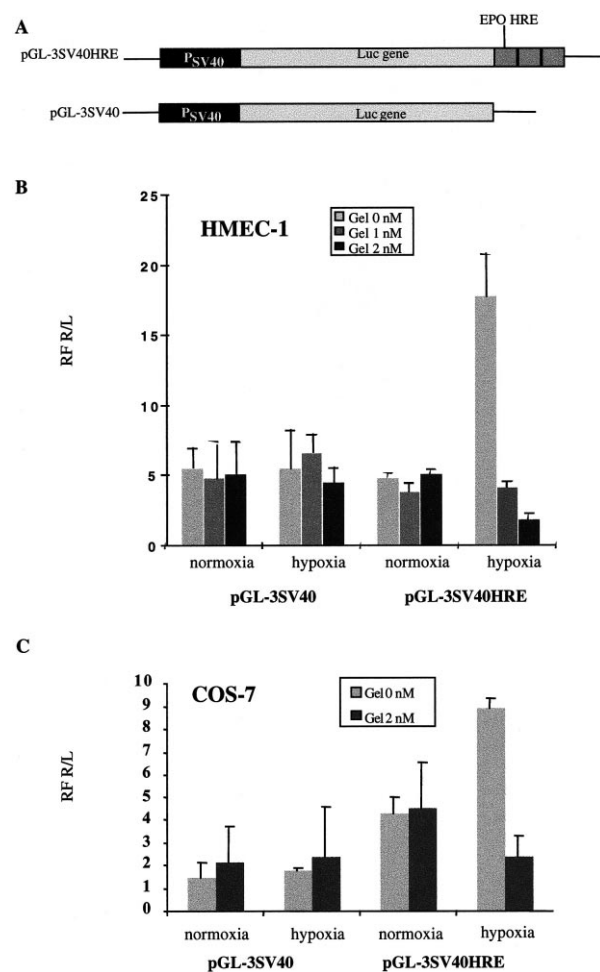 A
EPO HRE
pGL-3SV40HRE
PSV40
Luc gene
pGL-3SV40
PSV40
Luc gene
B
HMEC-1
Gel 0 nM
Gel 1 nM
Gel 2 nM
RF R/L
25
20
15
10
5
0
normoxia
hypoxia
normoxia
hypoxia
pGL-3SV40
pGL-3SV40HRE
C
COS-7
Gel 0 nM
Gel 2 nM
RF R/L
10
9
8
7
6
5
4
3
2
1
0
normoxia
hypoxia
normoxia
hypoxia
pGL-3SV40
pGL-3SV40HRE